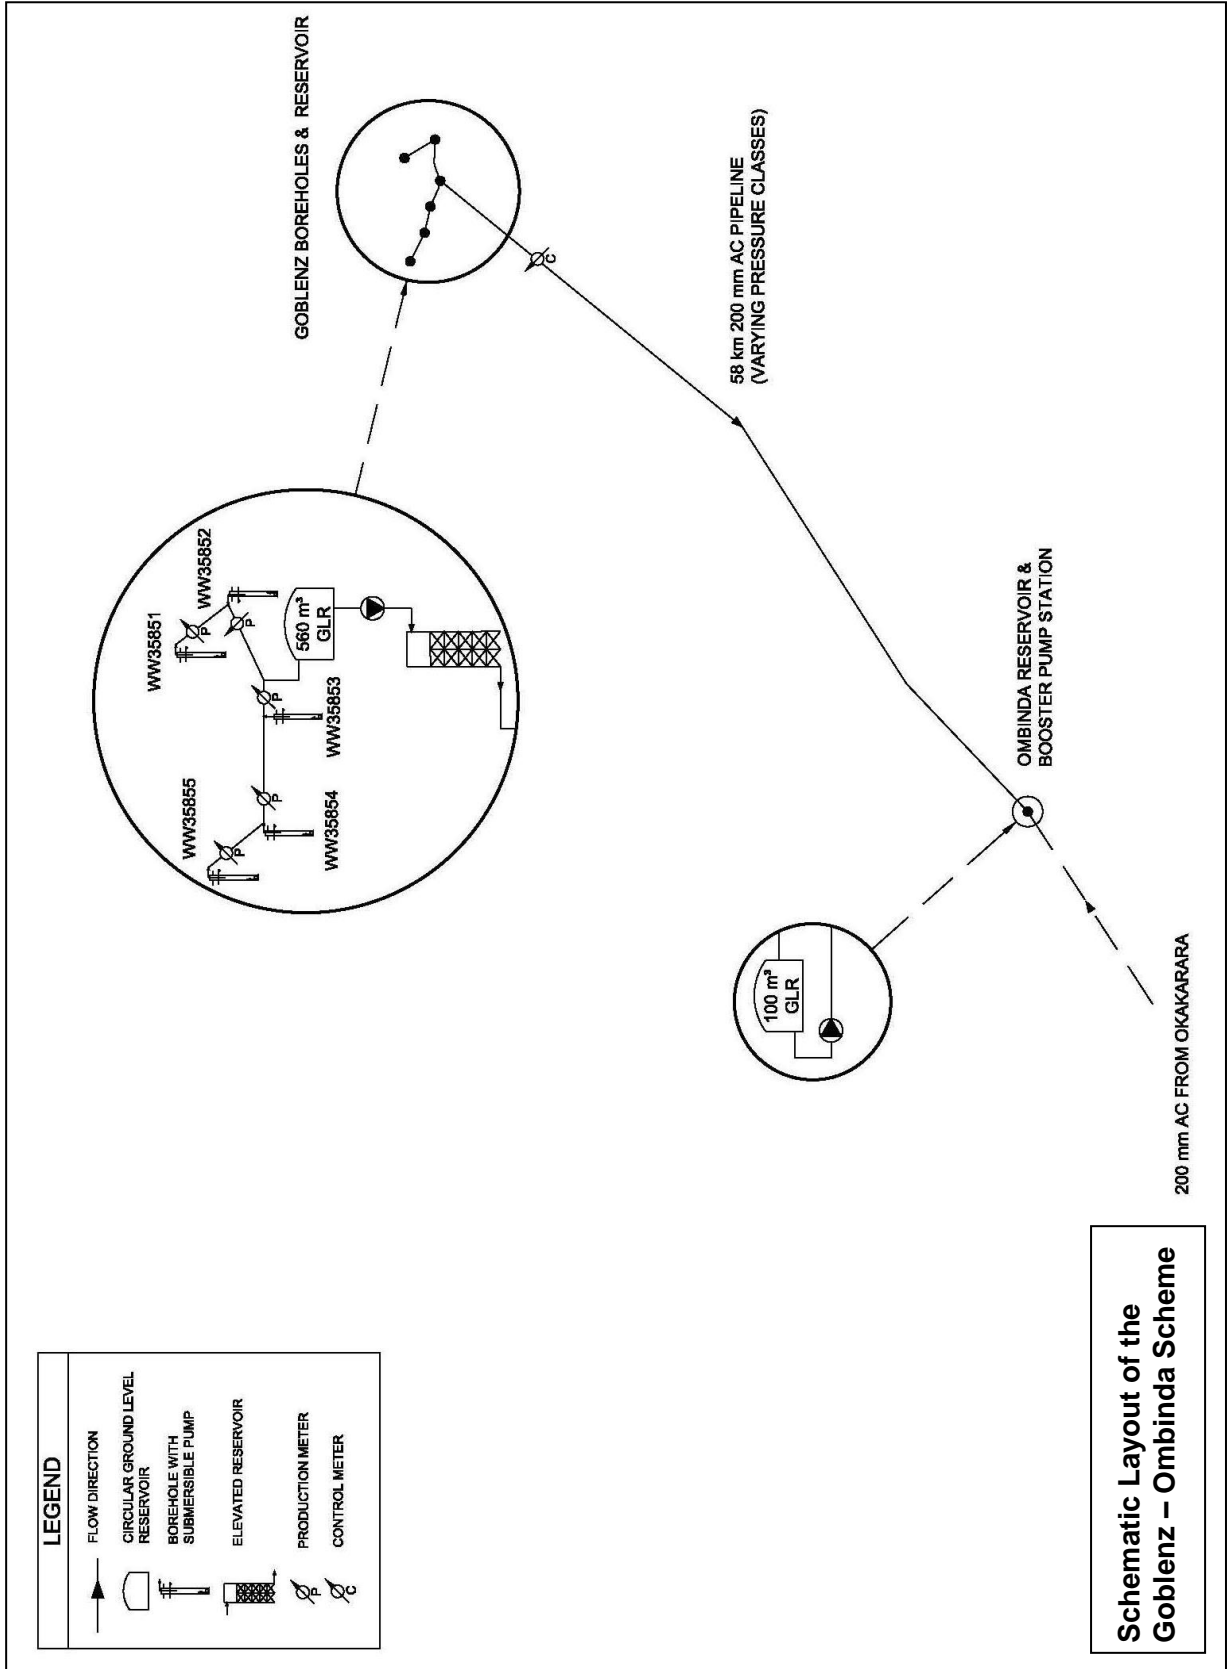 GOBLENZ BOREHOLES & RESERVOIR
WW35851
WW35852
560 m³
GLR
P
P
P
WW35853
WW35855
P
P
WW35854
C
58 km 200 mm AC PIPELINE
(VARYING PRESSURE CLASSES)
100 m³
GLR
OMBINDA RESERVOIR &
BOOSTER PUMP STATION
200 mm AC FROM OKAKARARA
LEGEND
FLOW DIRECTION
CIRCULAR GROUND LEVEL
RESERVOIR
BOREHOLE WITH
SUBMERSIBLE PUMP
ELEVATED RESERVOIR
P
PRODUCTION METER
C
CONTROL METER
Schematic Layout of the
Goblenz – Ombinda Scheme